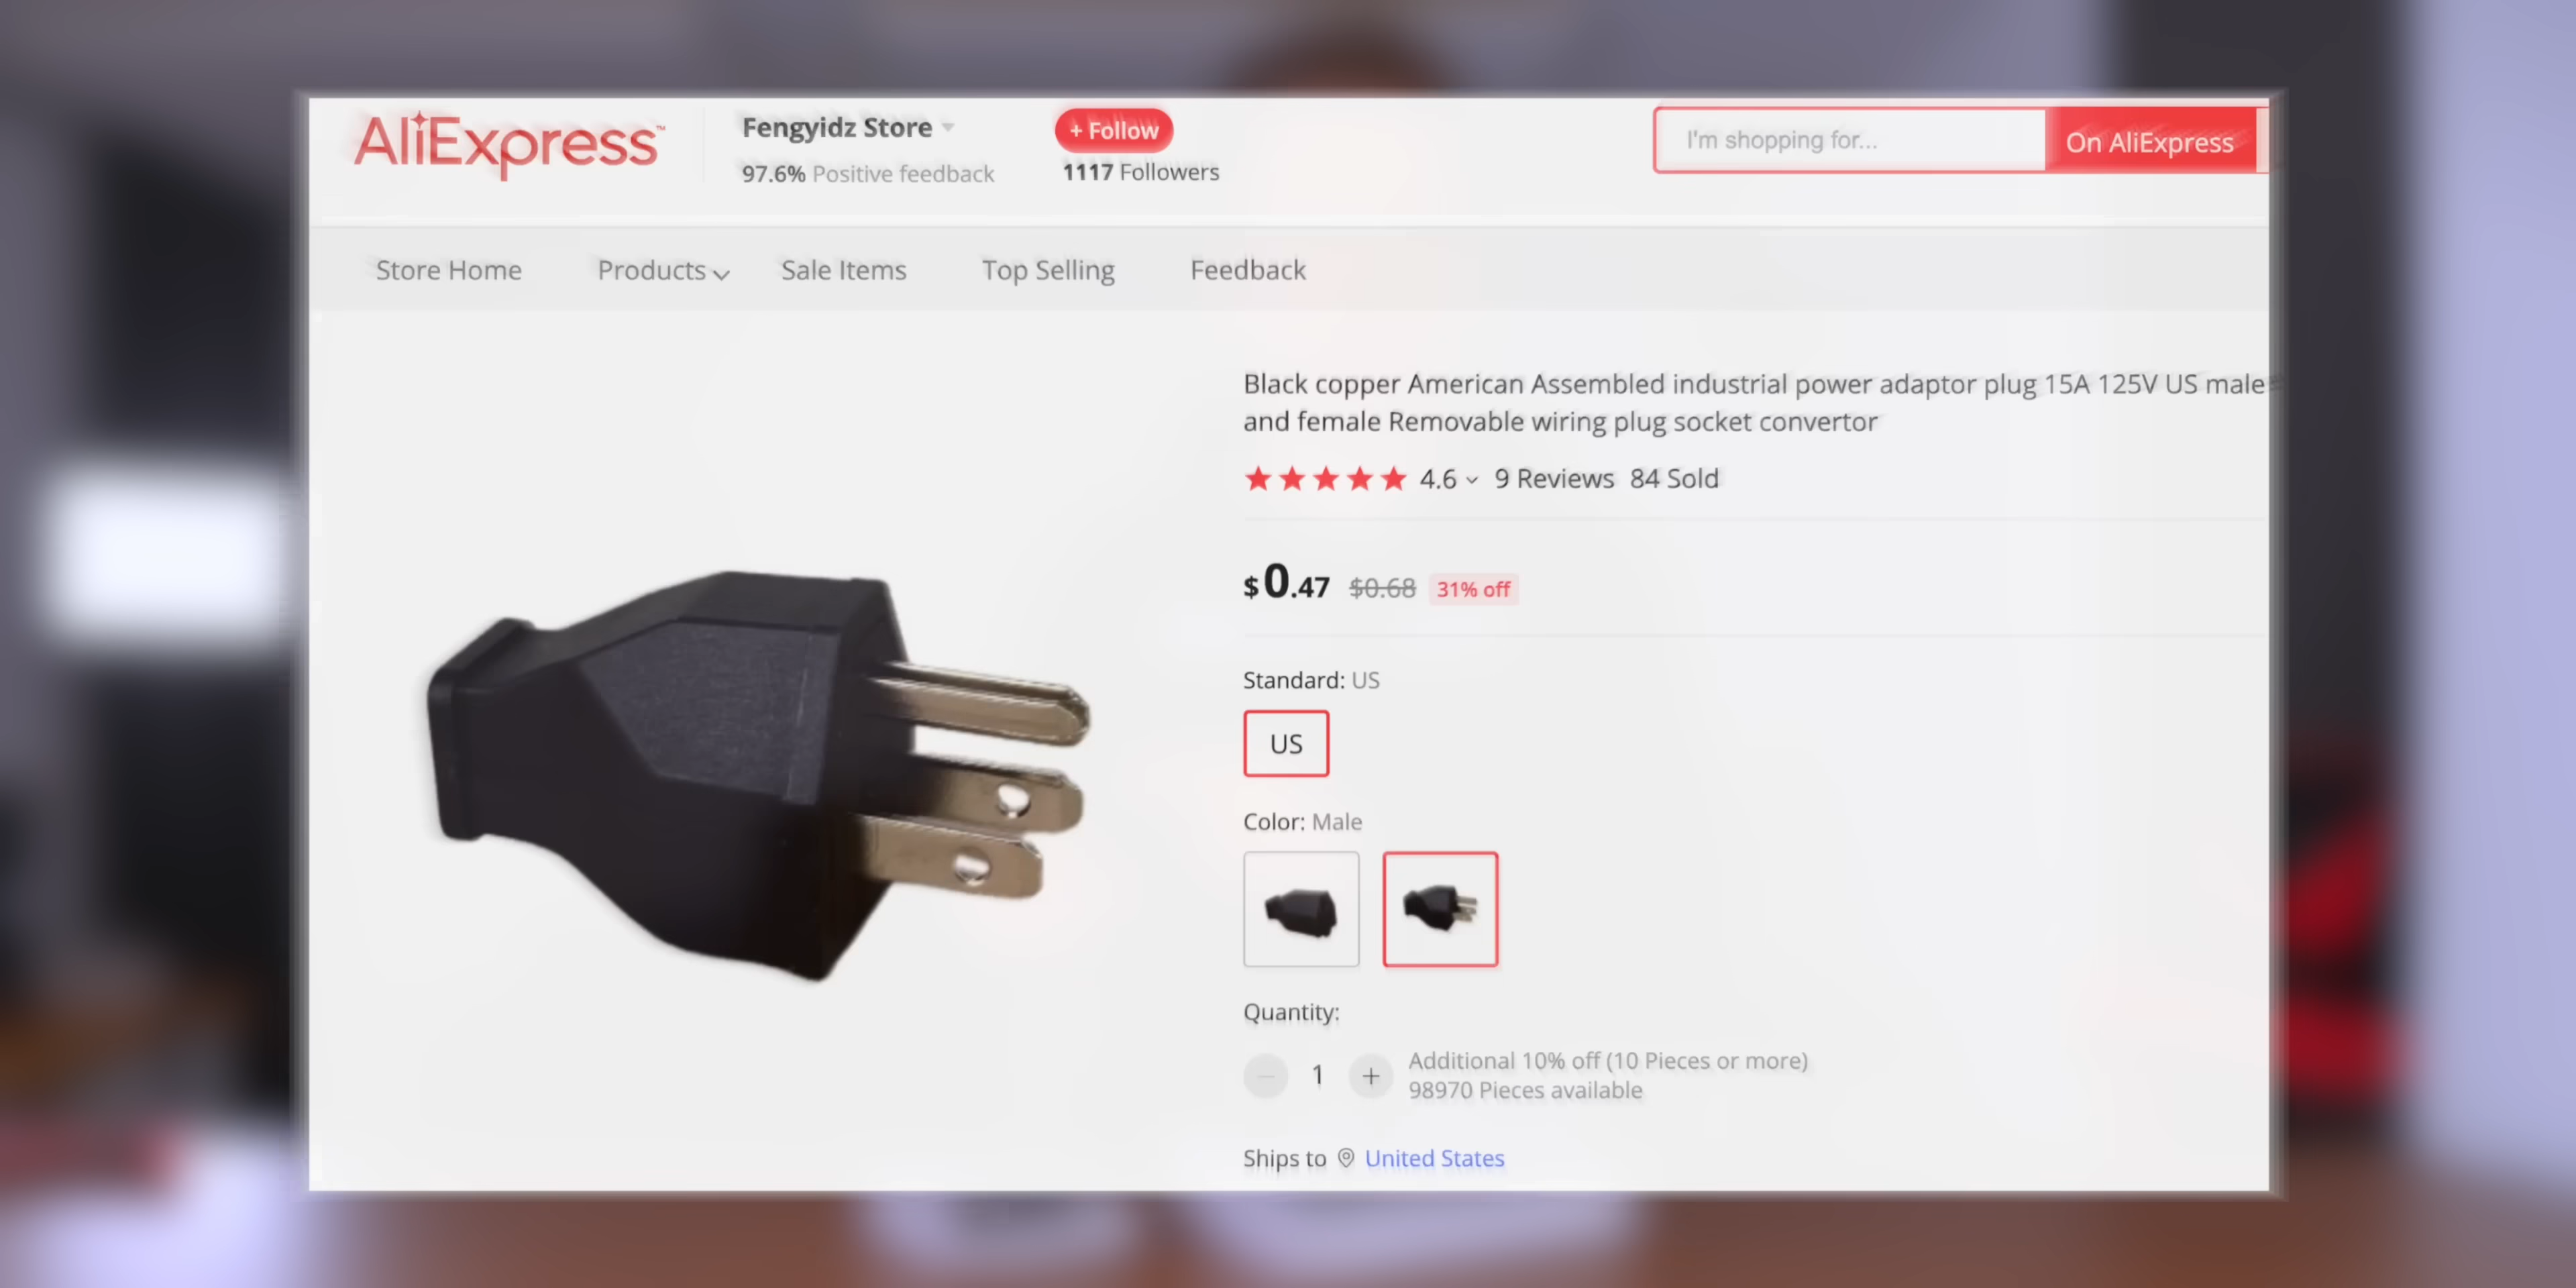 AliExpress™
Fengyidz Store
+ Follow
97.6% Positive feedback
1117 Followers
I'm shopping for...
On AliExpress
Store Home
Products
Sale Items
Top Selling
Feedback
Black copper American Assembled industrial power adaptor plug 15A 125V US male
and female Removable wiring plug socket convertor
4.6
9 Reviews
84 Sold
$0.47
$0.68
31% off
Standard: US
US
Color: Male
Quantity:
1
Additional 10% off (10 Pieces or more)
98970 Pieces available
Ships to
United States